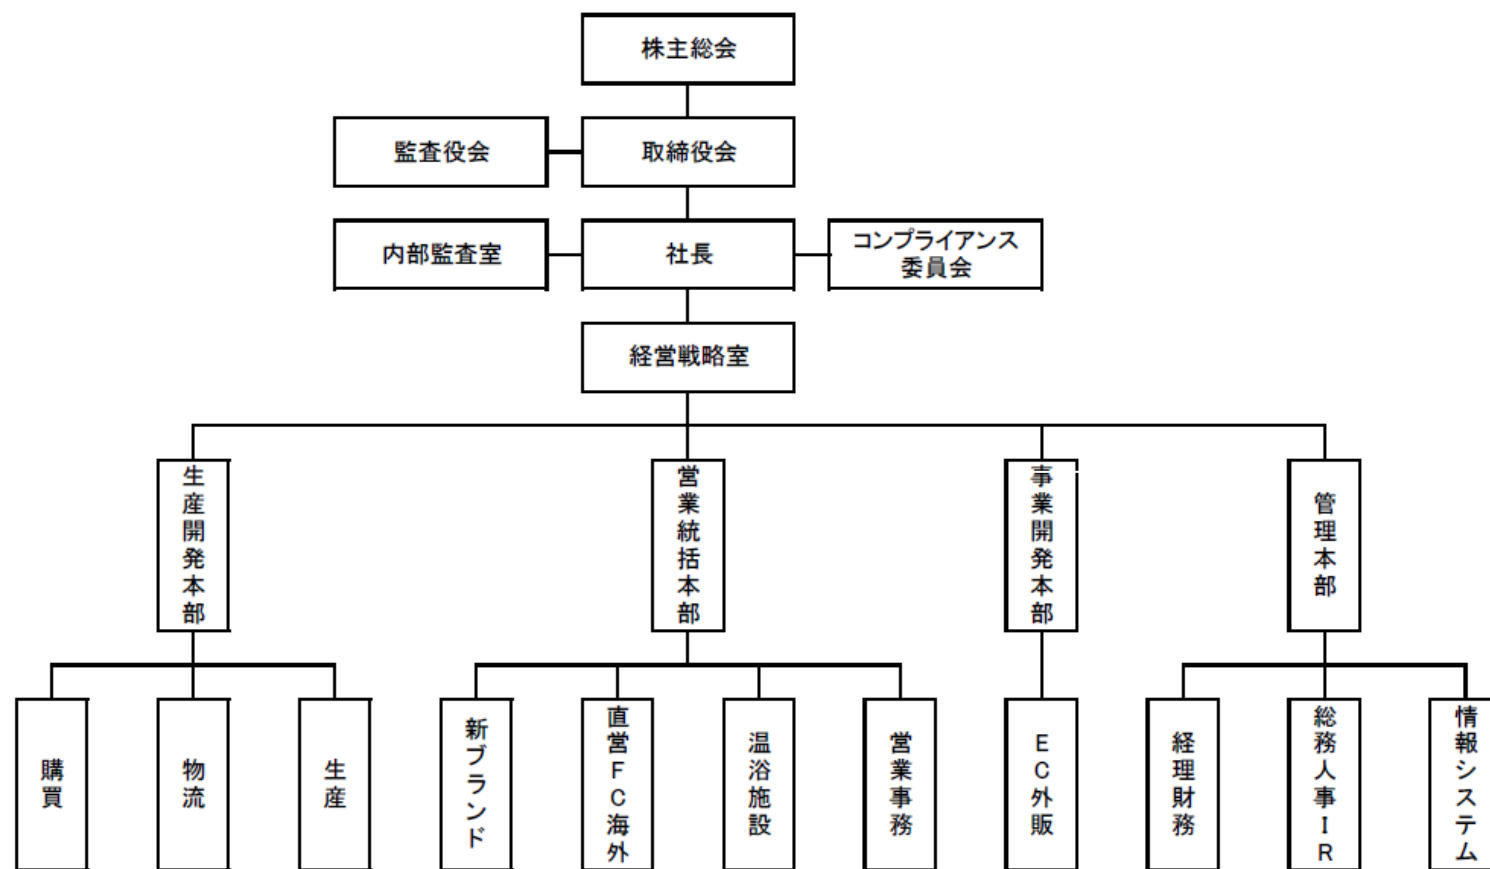 株主総会
監査役会
取締役会
内部監査室
社長
コンプライアンス
委員会
経営戦略室
生産開発本部
営業統括本部
事業開発本部
管理本部
購買
物流
生産
新ブランド
直営FC海外
温浴施設
営業事務
EC外販
経理財務
総務人事IR
情報システム